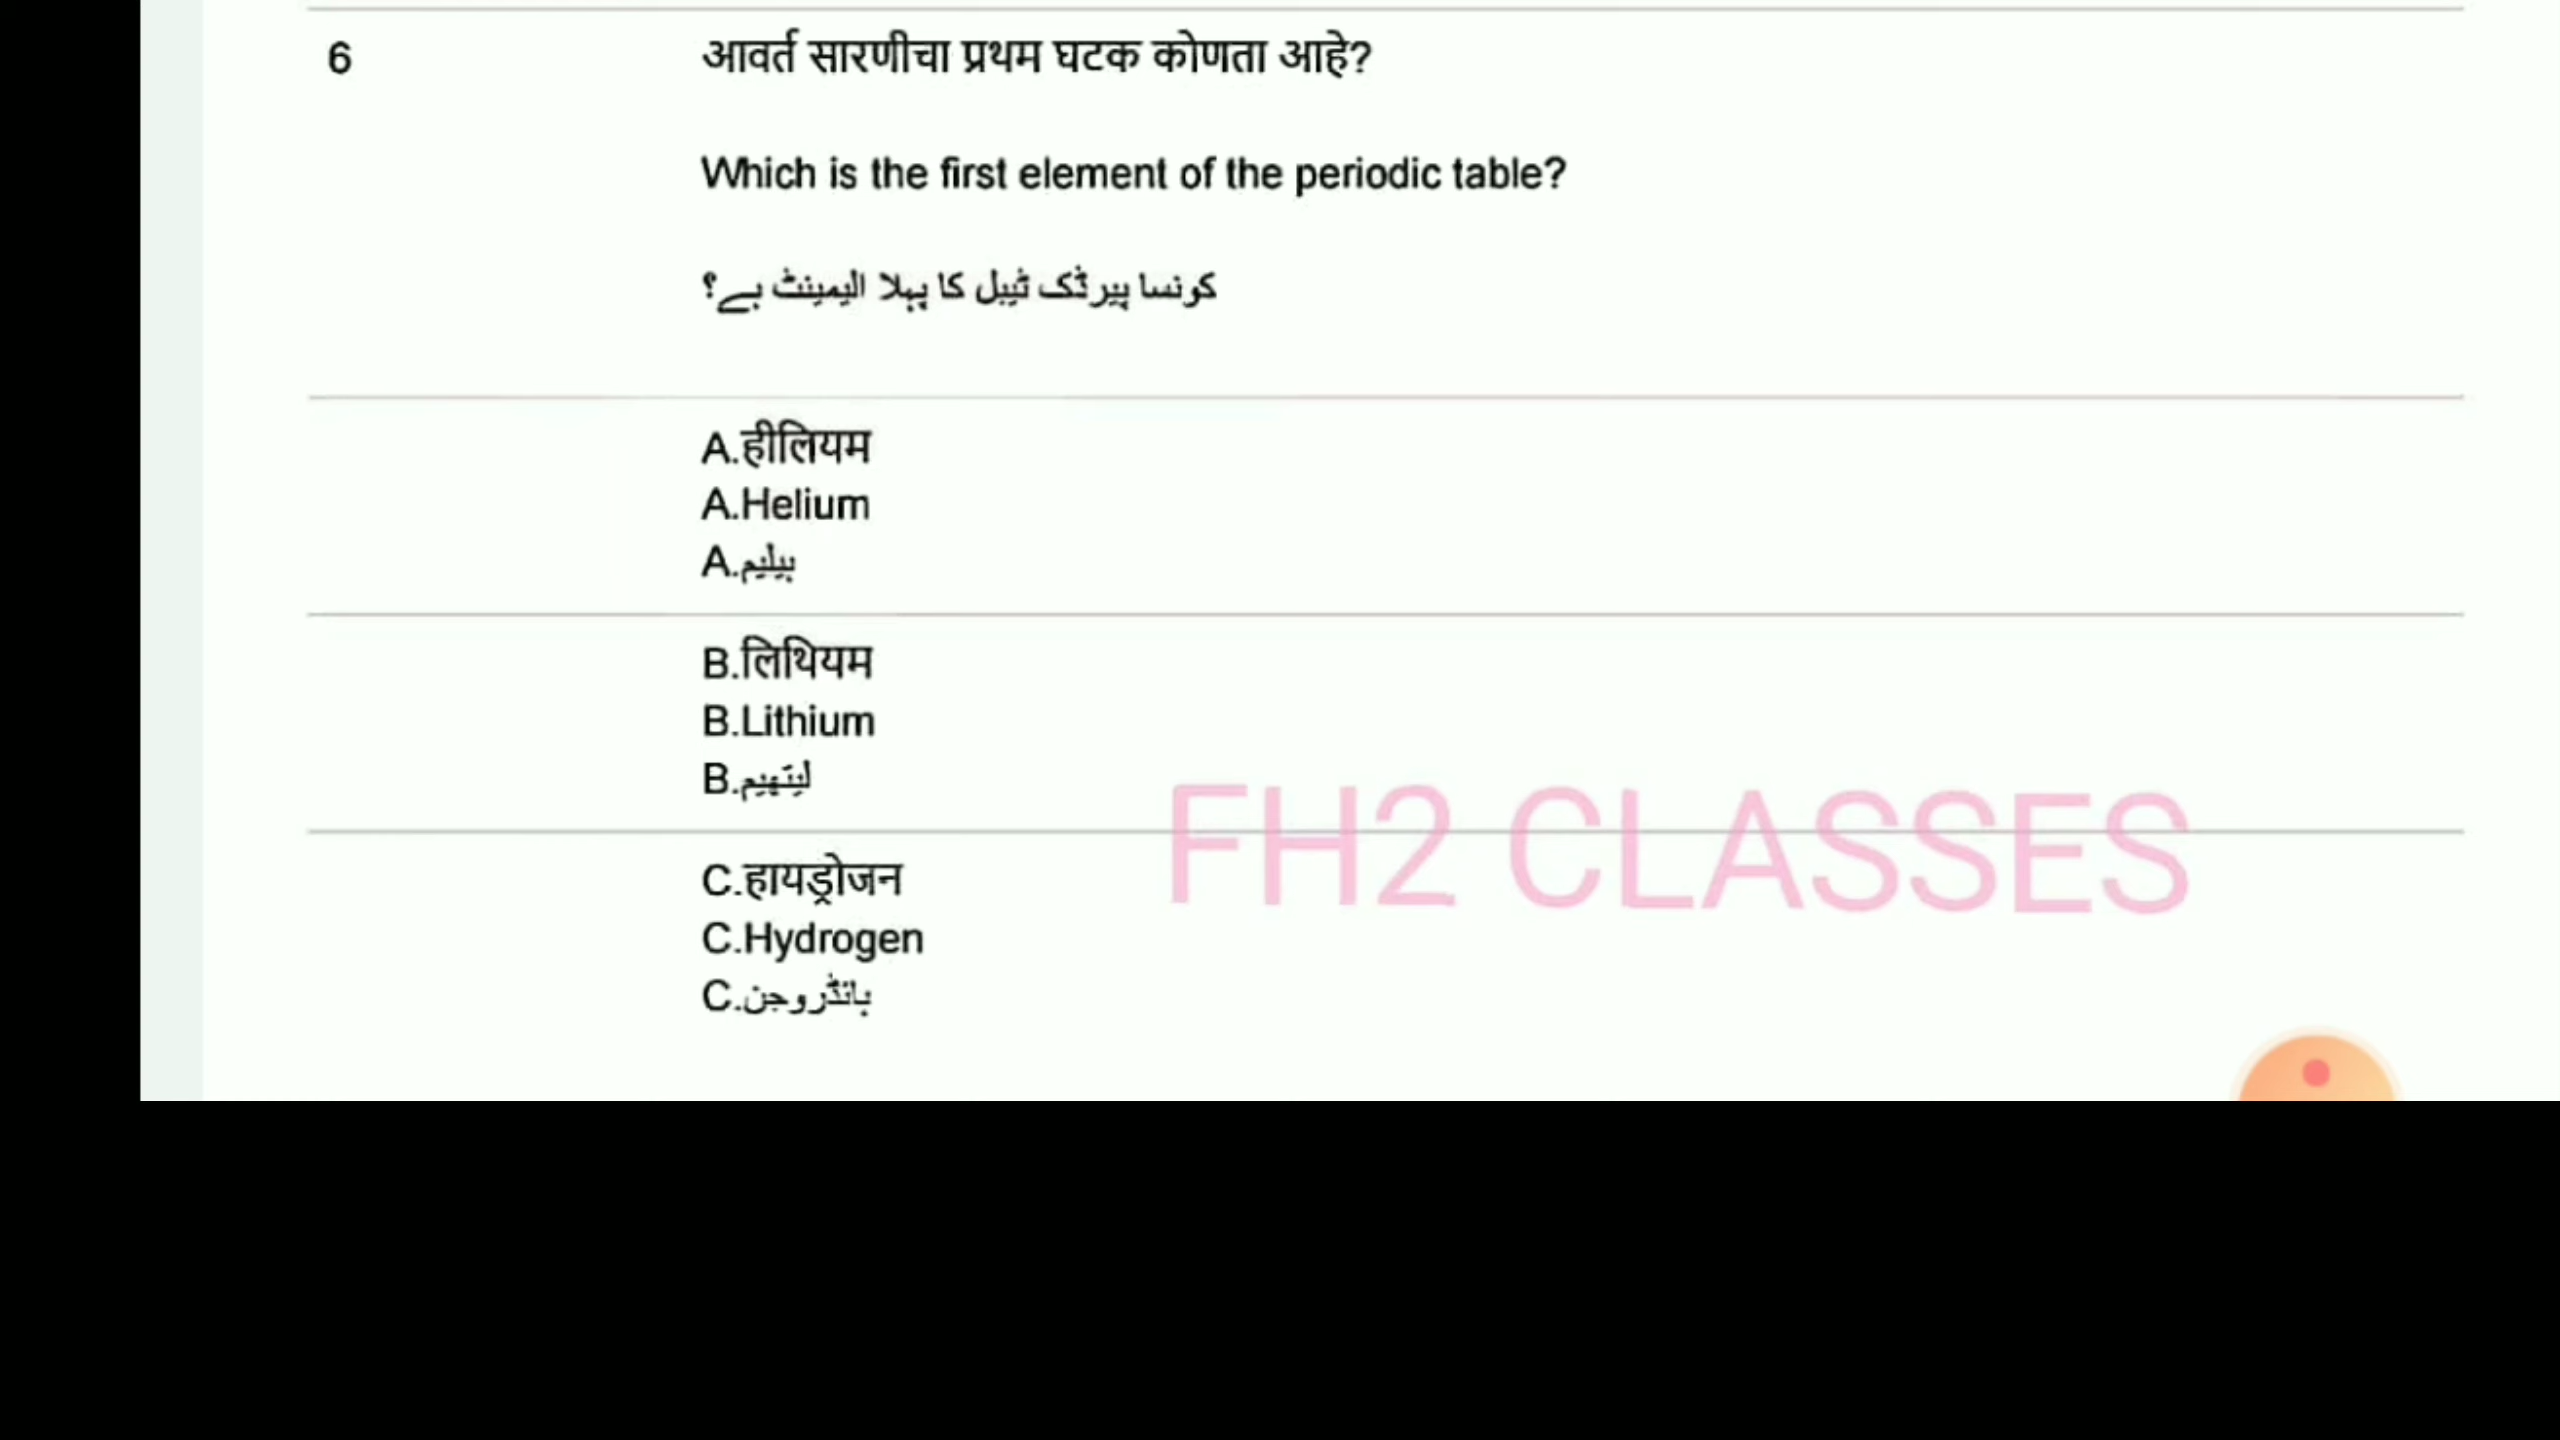 6
आवर्त सारणीचा प्रथम घटक कोणता आहे?
Which is the first element of the periodic table?
کونسا پیرڈک ٹیبل کا پہلا الیمینٹ ہے؟
A.हीलियम
A.Helium
A.ہیلیم
B.लिथियम
B.Lithium
B.لیتھیم
C.हायड्रोजन
C.Hydrogen
C.ہائڈروجن
FH2 CLASSES